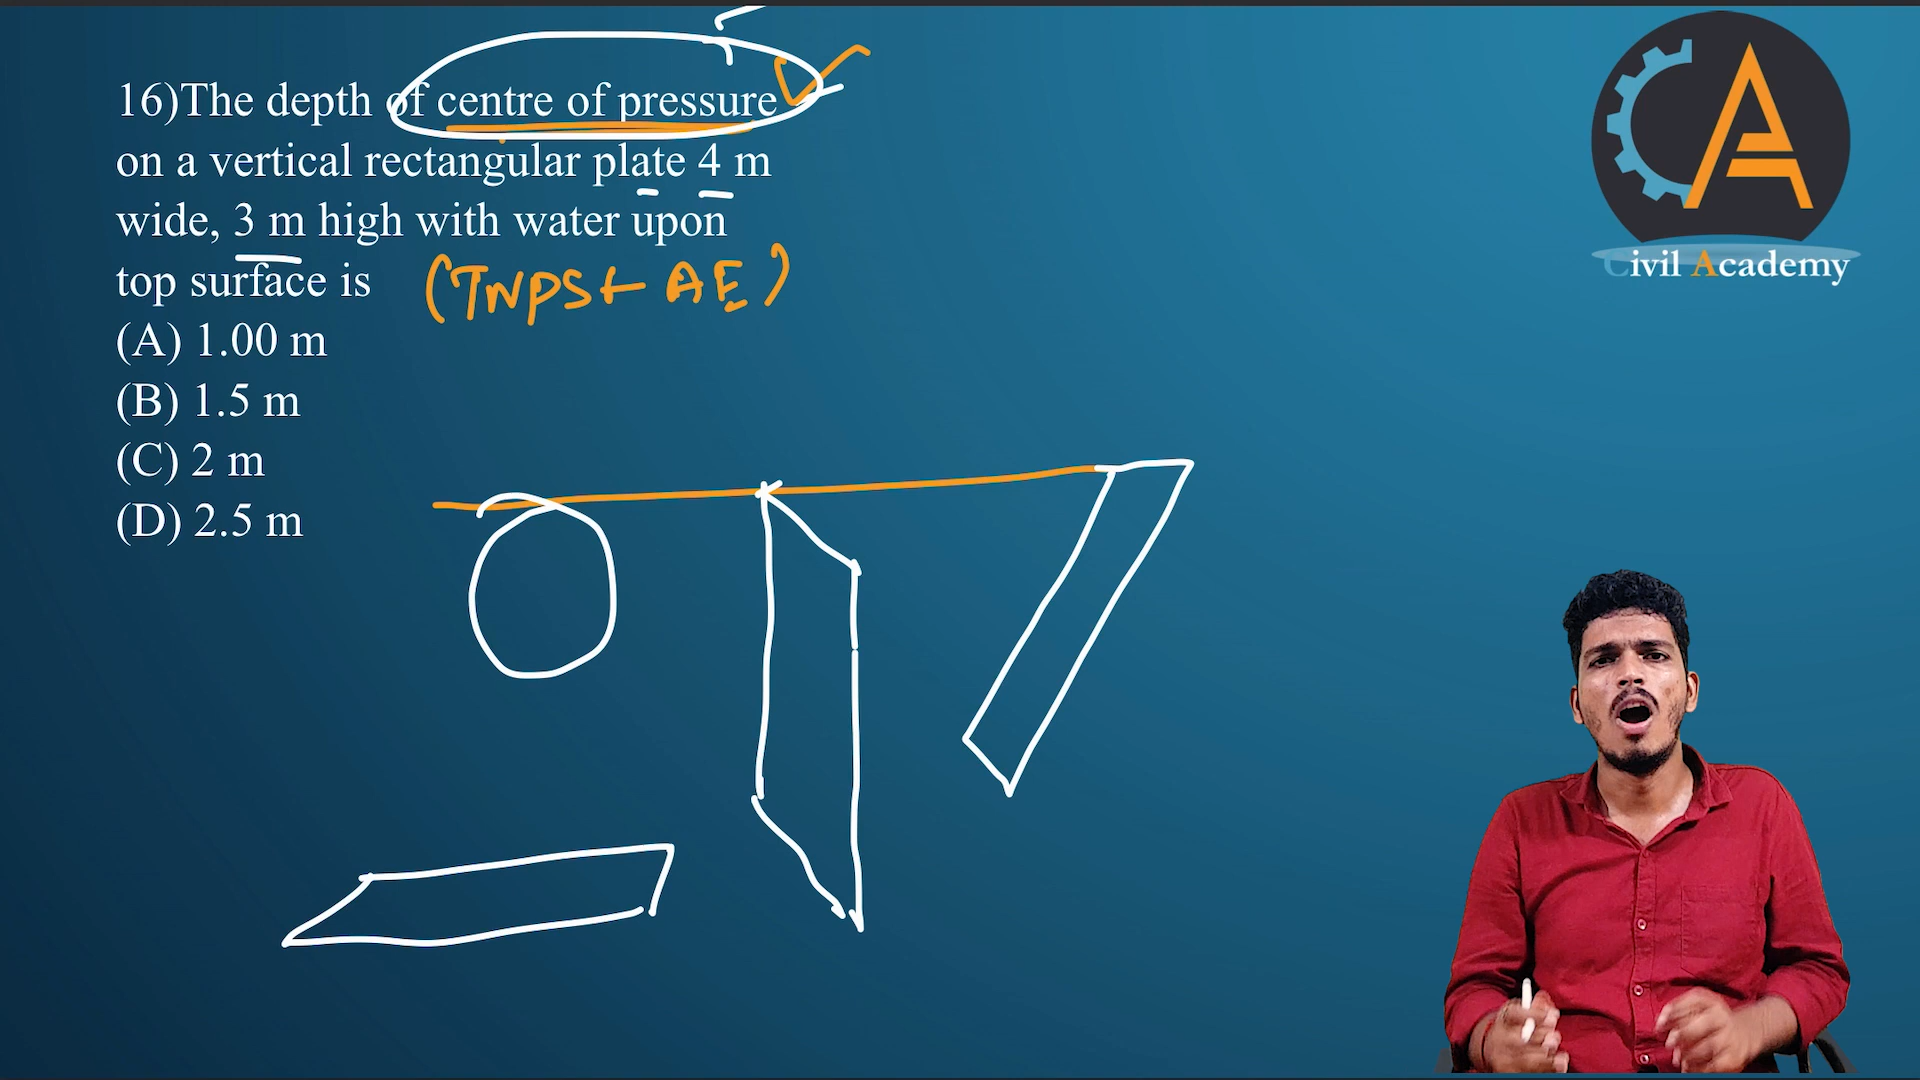 16)The depth of centre of pressure
on a vertical rectangular plate 4 m
wide, 3 m high with water upon
top surface is
(TNPSC AE)
(A) 1.00 m
(B) 1.5 m
(C) 2 m
(D) 2.5 m
CA
Civil Academy